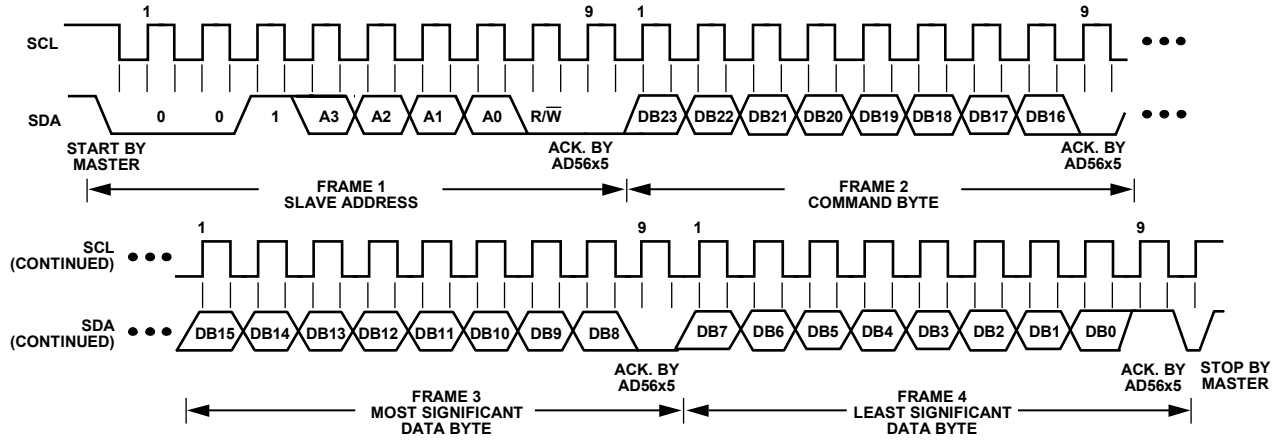 1 9 1 9
SCL
SDA
0 0 1 A3 A2 A1 A0 R/W̅ DB23 DB22 DB21 DB20 DB19 DB18 DB17 DB16
START BY
MASTER
ACK. BY
AD56x5
ACK. BY
AD56x5
FRAME 1
SLAVE ADDRESS
FRAME 2
COMMAND BYTE
1 9 1 9
SCL
(CONTINUED)
SDA
(CONTINUED)
DB15 DB14 DB13 DB12 DB11 DB10 DB9 DB8 DB7 DB6 DB5 DB4 DB3 DB2 DB1 DB0
ACK. BY
AD56x5
ACK. BY
AD56x5
STOP BY
MASTER
FRAME 3
MOST SIGNIFICANT
DATA BYTE
FRAME 4
LEAST SIGNIFICANT
DATA BYTE